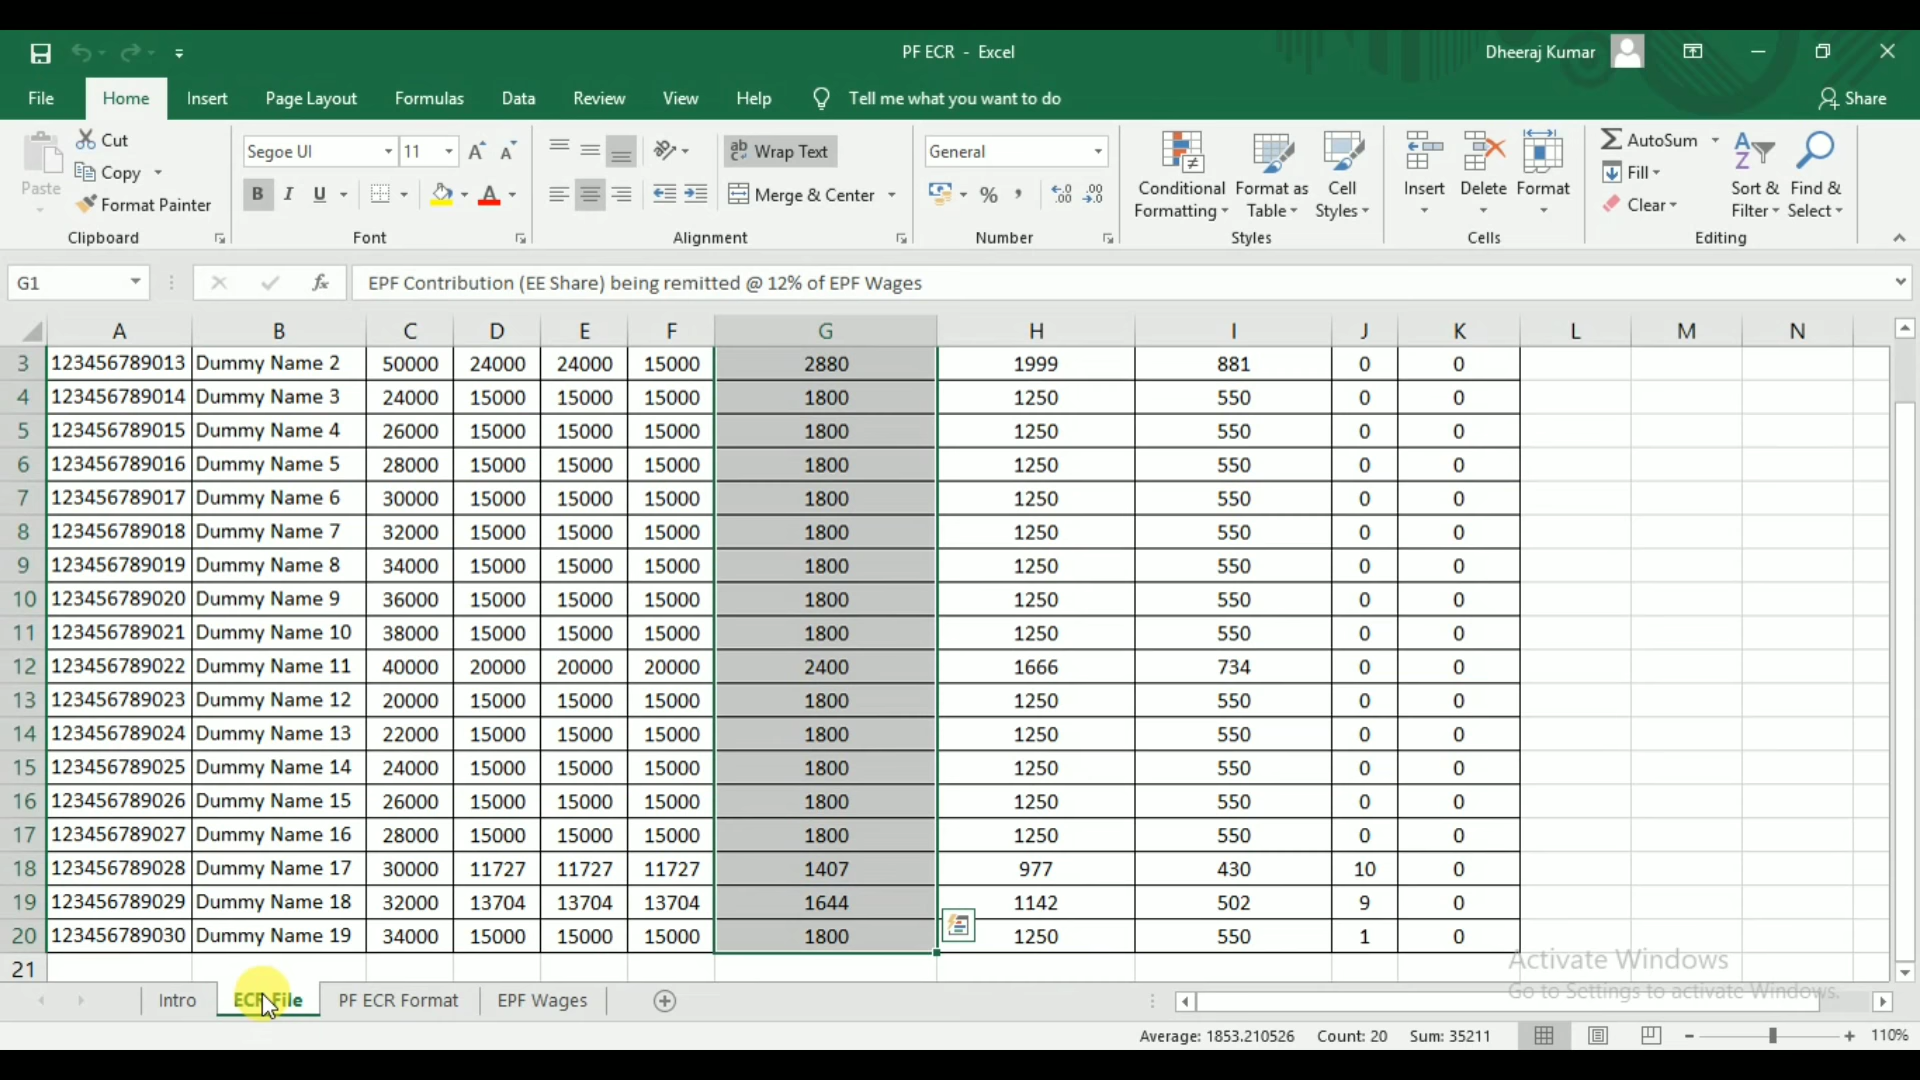 PF ECR - Excel
Dheeraj Kumar
File Home Insert Page Layout Formulas Data Review View Help Tell me what you want to do Share
Paste
Cut
Copy
Format Painter
Clipboard
Segoe UI 11
B I U A
Font
Wrap Text
Merge & Center
Alignment
General
%
Number
Conditional Formatting
Format as Table
Cell Styles
Styles
Insert Delete Format
Cells
AutoSum
Fill
Clear
Sort & Filter
Find & Select
Editing
G1 fx EPF Contribution (EE Share) being remitted @ 12% of EPF Wages
A B C D E F G H I J K L M N
3 123456789013 Dummy Name 2 50000 24000 24000 15000 2880 1999 881 0 0
4 123456789014 Dummy Name 3 24000 15000 15000 15000 1800 1250 550 0 0
5 123456789015 Dummy Name 4 26000 15000 15000 15000 1800 1250 550 0 0
6 123456789016 Dummy Name 5 28000 15000 15000 15000 1800 1250 550 0 0
7 123456789017 Dummy Name 6 30000 15000 15000 15000 1800 1250 550 0 0
8 123456789018 Dummy Name 7 32000 15000 15000 15000 1800 1250 550 0 0
9 123456789019 Dummy Name 8 34000 15000 15000 15000 1800 1250 550 0 0
10 123456789020 Dummy Name 9 36000 15000 15000 15000 1800 1250 550 0 0
11 123456789021 Dummy Name 10 38000 15000 15000 15000 1800 1250 550 0 0
12 123456789022 Dummy Name 11 40000 20000 20000 20000 2400 1666 734 0 0
13 123456789023 Dummy Name 12 20000 15000 15000 15000 1800 1250 550 0 0
14 123456789024 Dummy Name 13 22000 15000 15000 15000 1800 1250 550 0 0
15 123456789025 Dummy Name 14 24000 15000 15000 15000 1800 1250 550 0 0
16 123456789026 Dummy Name 15 26000 15000 15000 15000 1800 1250 550 0 0
17 123456789027 Dummy Name 16 28000 15000 15000 15000 1800 1250 550 0 0
18 123456789028 Dummy Name 17 30000 11727 11727 11727 1407 977 430 10 0
19 123456789029 Dummy Name 18 32000 13704 13704 13704 1644 1142 502 9 0
20 123456789030 Dummy Name 19 34000 15000 15000 15000 1800 1250 550 1 0
21
Activate Windows
Go to Settings to activate Windows.
Intro ECR File PF ECR Format EPF Wages
Average: 1853.210526 Count: 20 Sum: 35211 110%